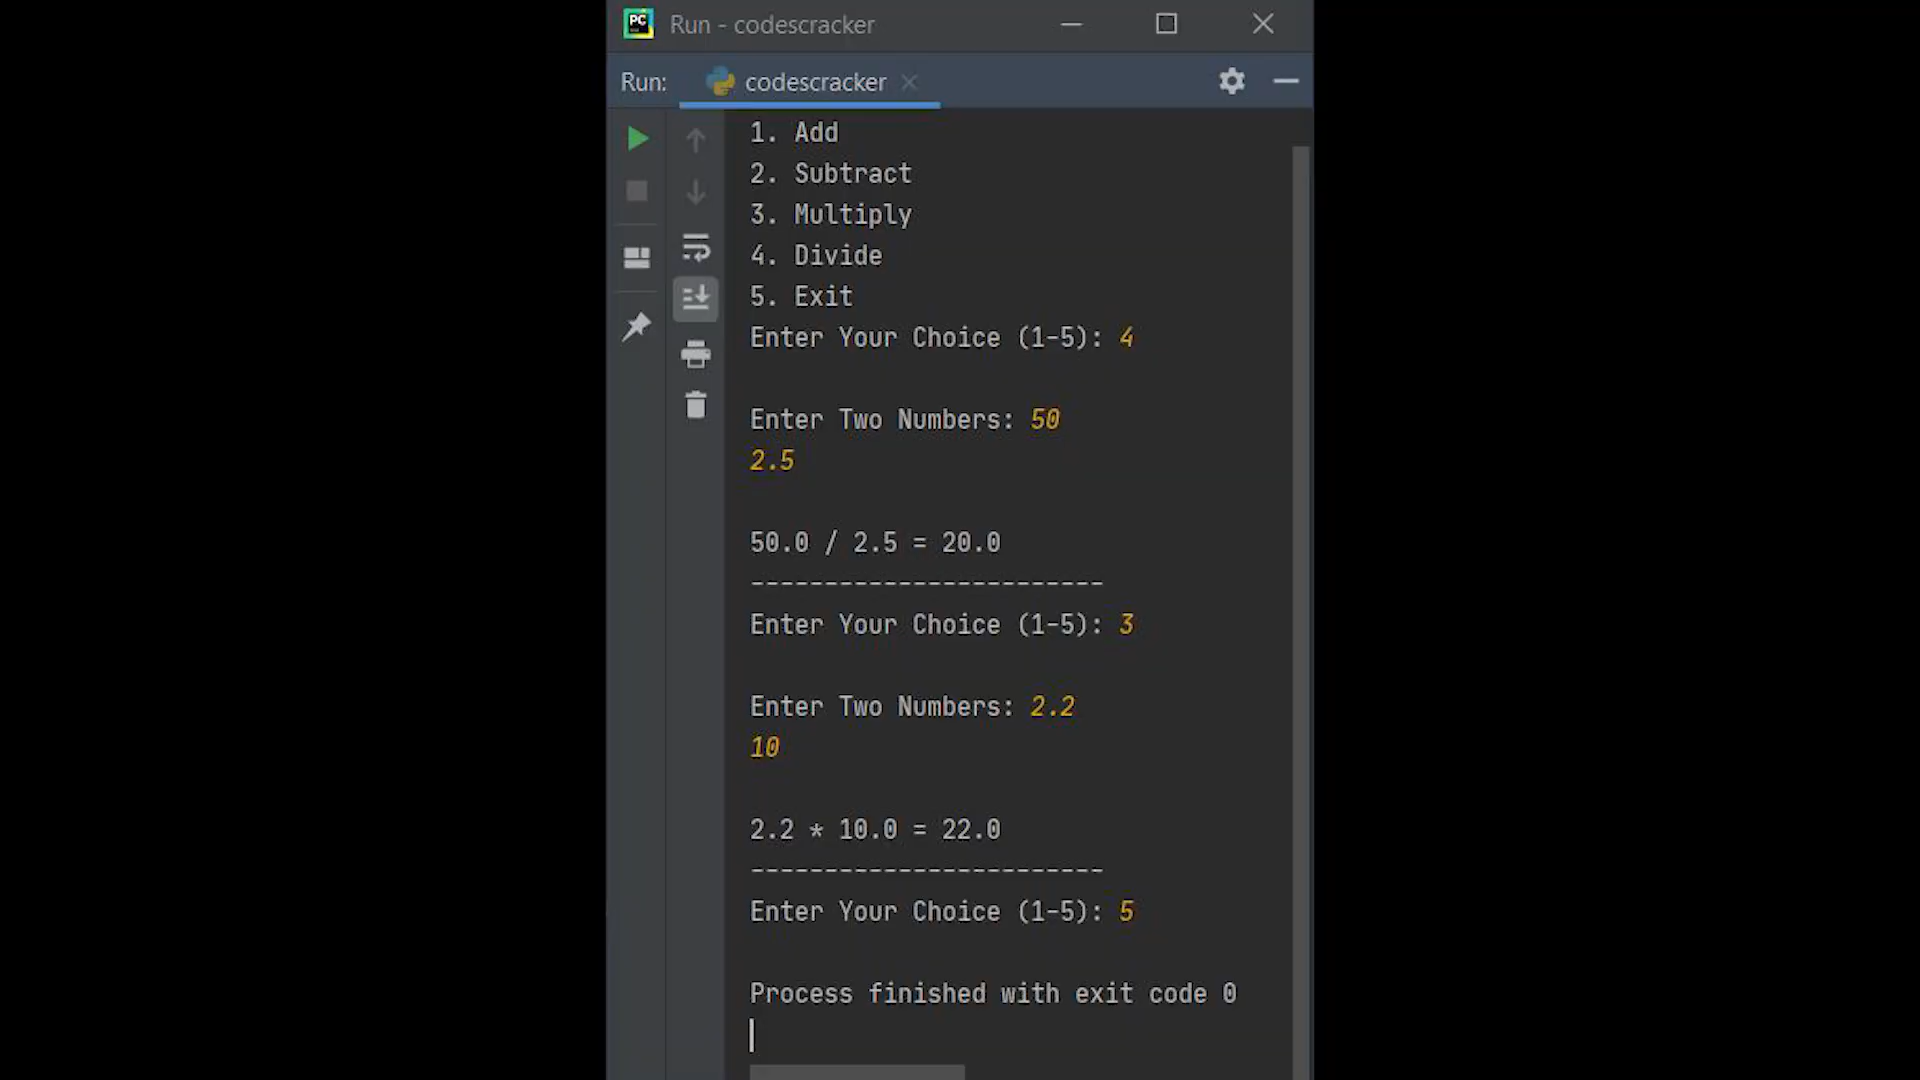 PC
Run - codescracker
Run: codescracker
1. Add
2. Subtract
3. Multiply
4. Divide
5. Exit
Enter Your Choice (1-5): 4
Enter Two Numbers: 50
2.5
50.0 / 2.5 = 20.0
------------------------
Enter Your Choice (1-5): 3
Enter Two Numbers: 2.2
10
2.2 * 10.0 = 22.0
------------------------
Enter Your Choice (1-5): 5
Process finished with exit code 0